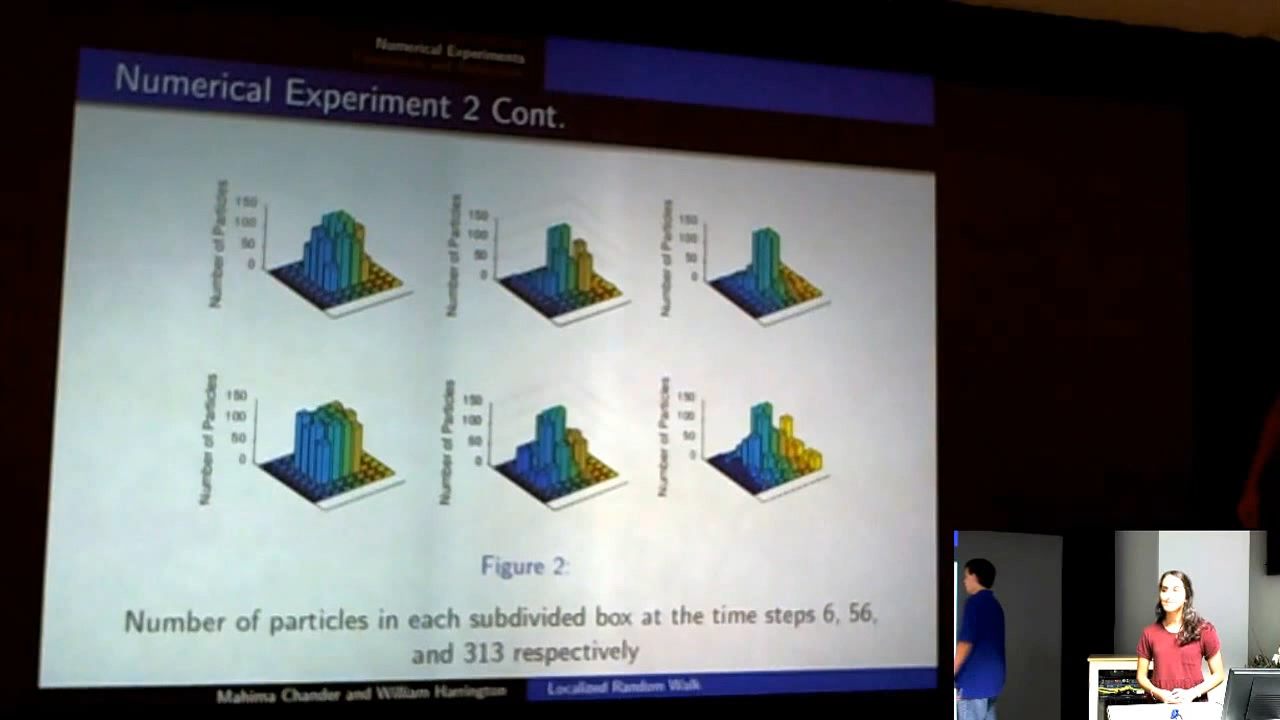 Numerical Experiments
Numerical Experiment 2 Cont.
Number of Particles
150
100
50
0
Number of Particles
150
100
50
0
Number of Particles
150
100
50
0
Number of Particles
150
100
50
0
Number of Particles
150
100
50
0
Number of Particles
150
100
50
0
Figure 2:
Number of particles in each subdivided box at the time steps 6, 56,
and 313 respectively
Mahima Chander and William Harrington
Localized Random Walk